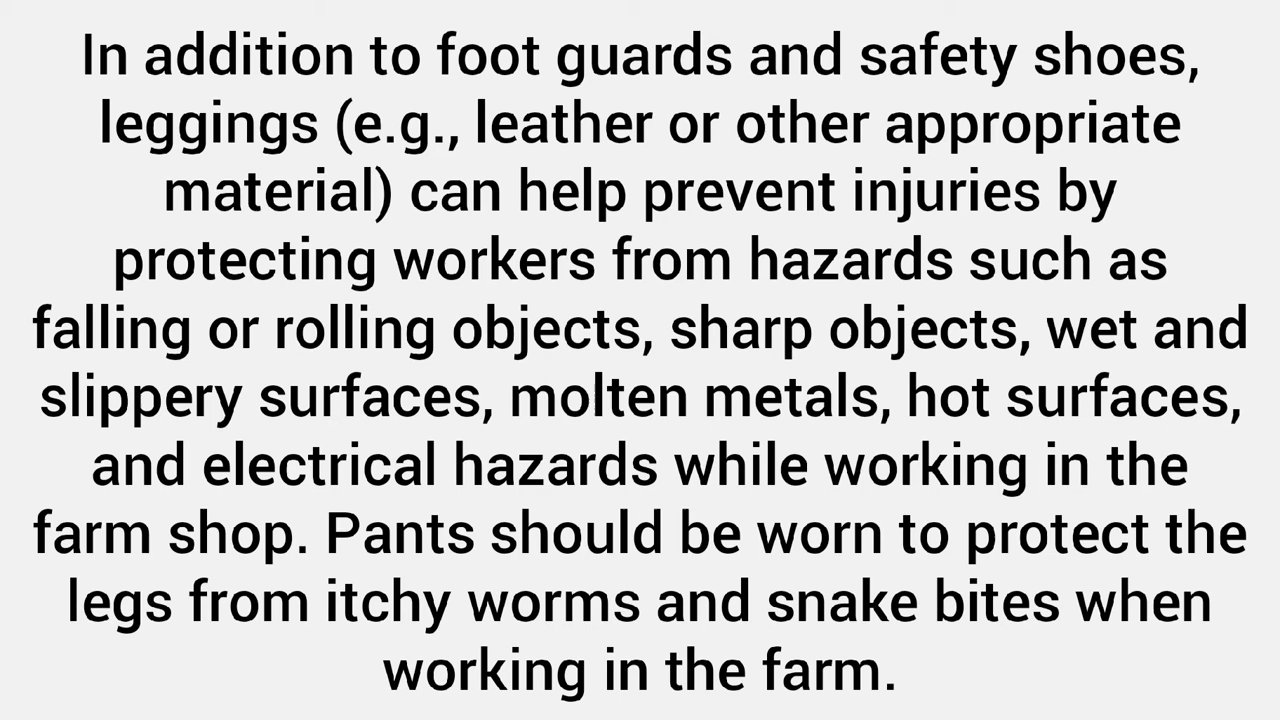 In addition to foot guards and safety shoes,
leggings (e.g., leather or other appropriate
material) can help prevent injuries by
protecting workers from hazards such as
falling or rolling objects, sharp objects, wet and
slippery surfaces, molten metals, hot surfaces,
and electrical hazards while working in the
farm shop. Pants should be worn to protect the
legs from itchy worms and snake bites when
working in the farm.